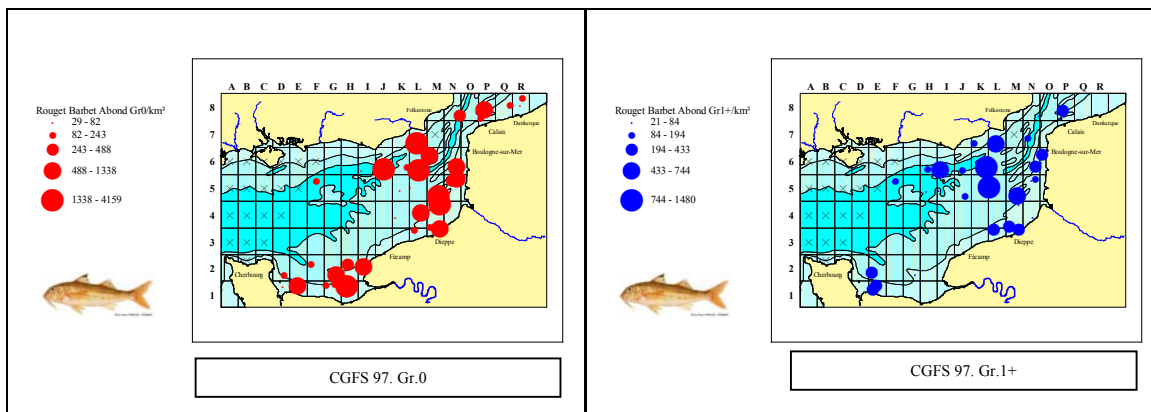 A B C D E F G H I J K L M N O P Q R
8
7
6
5
4
3
2
1
Folkestone
Dunkerque
Calais
Boulogne-sur-Mer
Dieppe
Fécamp
Cherbourg
Rouget Barbet Abond Gr0/km²
29 - 82
82 - 243
243 - 488
488 - 1338
1338 - 4159
CGFS 97. Gr.0
A B C D E F G H I J K L M N O P Q R
8
7
6
5
4
3
2
1
Folkestone
Dunkerque
Calais
Boulogne-sur-Mer
Dieppe
Fécamp
Cherbourg
Rouget Barbet Abond Gr1+/km²
21 - 84
84 - 194
194 - 433
433 - 744
744 - 1480
CGFS 97. Gr.1+